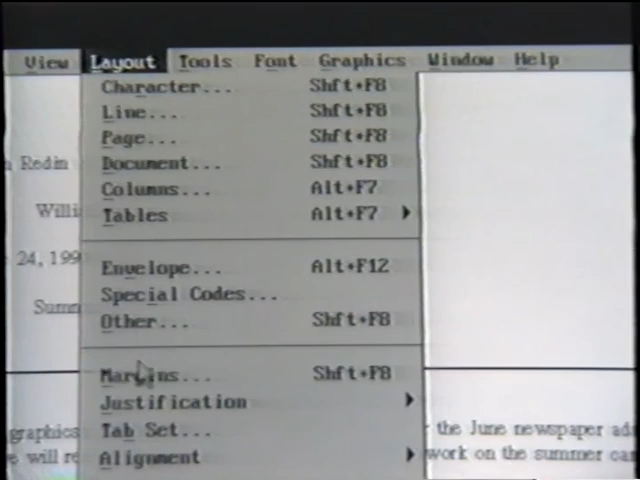 View Layout Tools Font Graphics Window Help
Character... Shft+F8
Line... Shft+F8
Page... Shft+F8
Document... Shft+F8
Columns... Alt+F7
Redin
Tables Alt+F7
24, 199
Envelope... Alt+F12
Special Codes...
Other... Shft+F8
Margins... Shft+F8
Justification
graphics Tab Set... the June newspaper ad
will re Alignment work on the summer ca